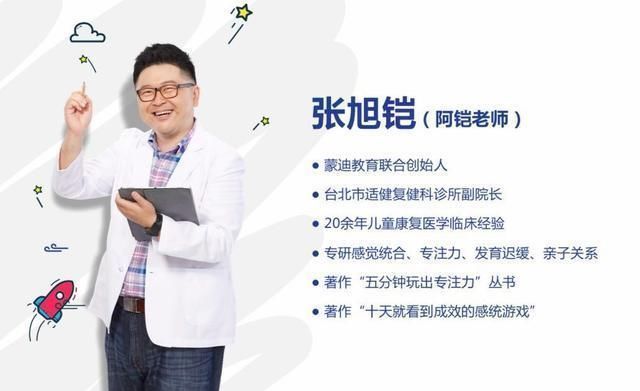 张旭铠（阿铠老师）
● 蒙迪教育联合创始人
● 台北市适健复健科诊所副院长
● 20余年儿童康复医学临床经验
● 专研感觉统合、专注力、发育迟缓、亲子关系
● 著作“五分钟玩出专注力”丛书
● 著作“十天就看到成效的感统游戏”